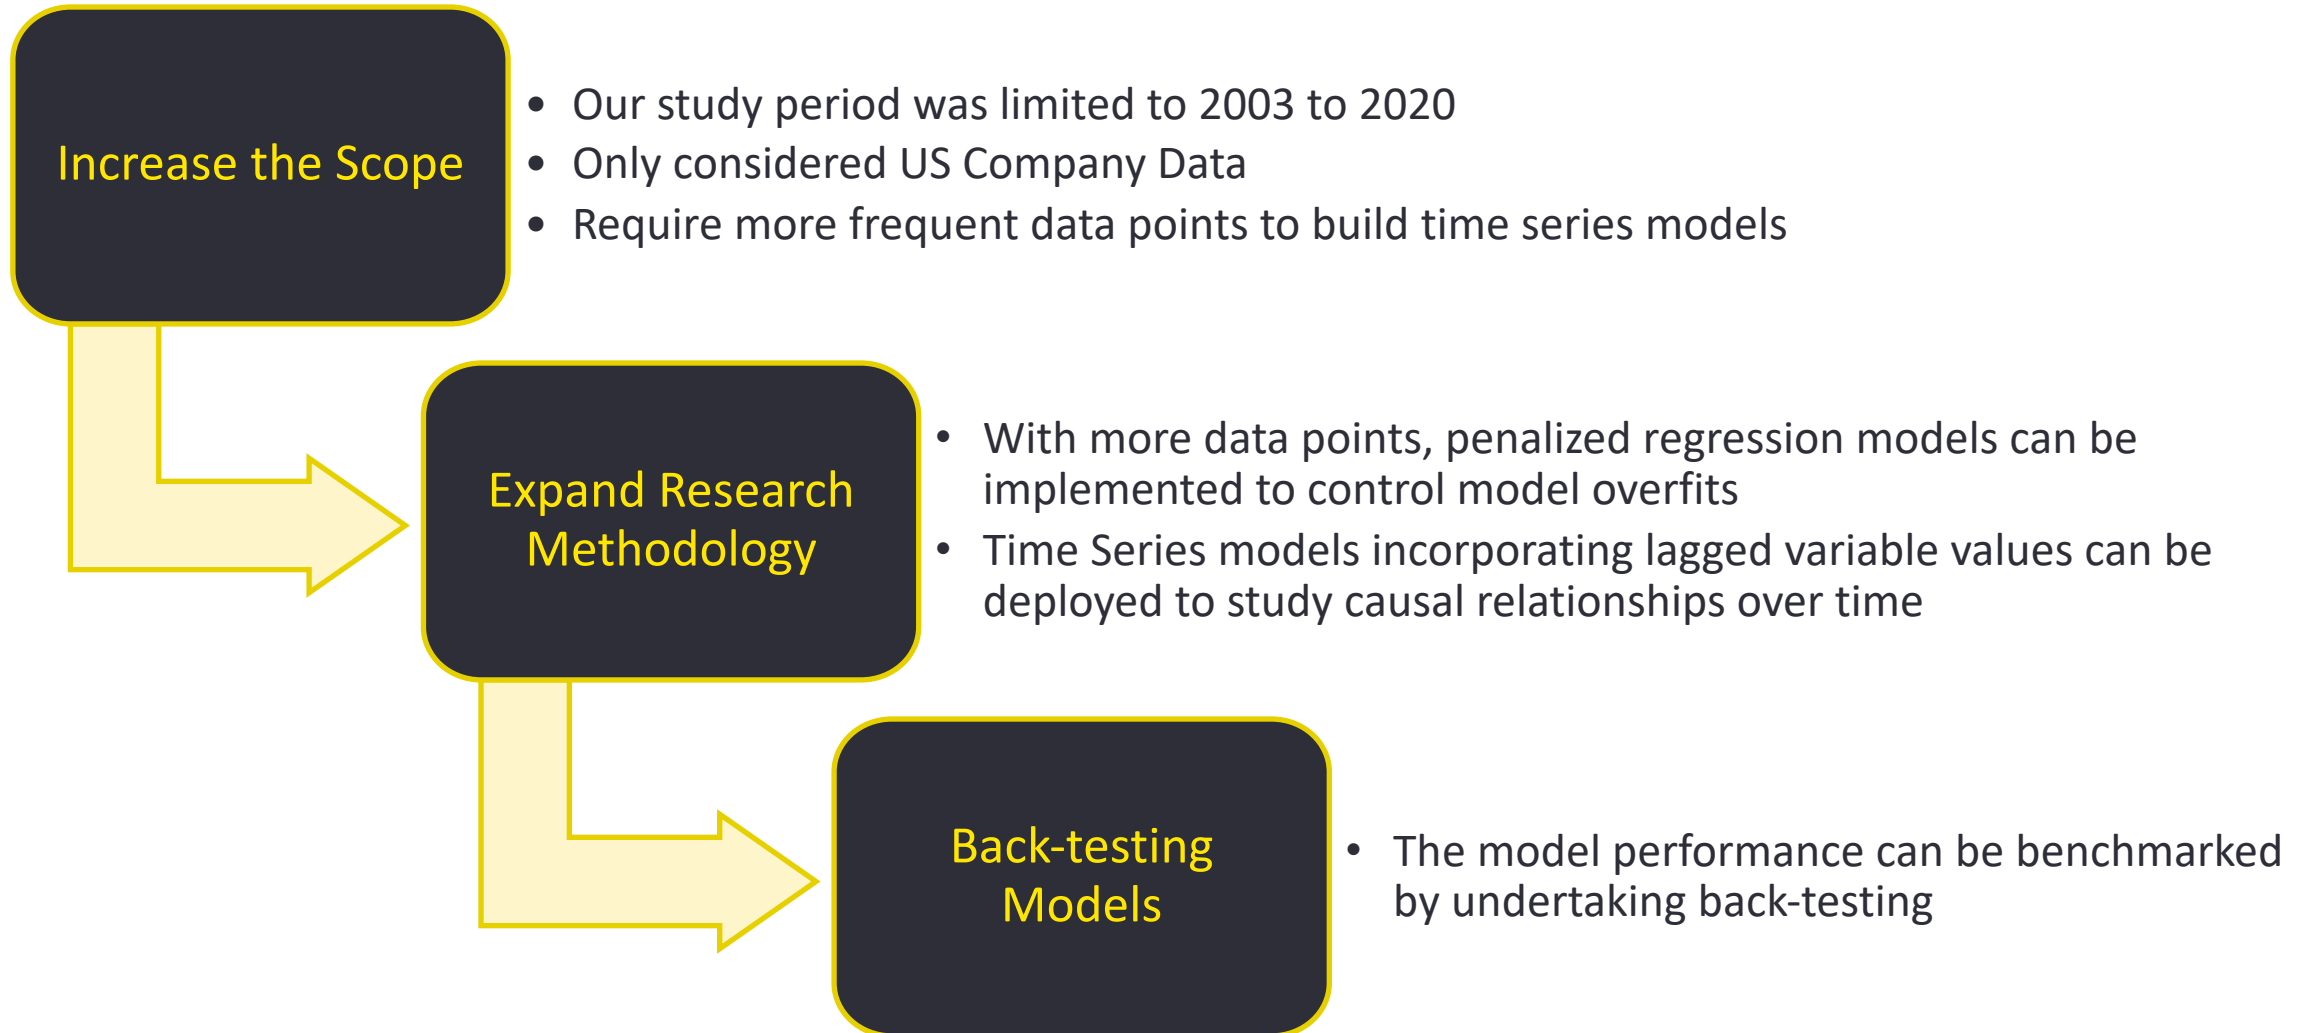 Increase the Scope
• Our study period was limited to 2003 to 2020
• Only considered US Company Data
• Require more frequent data points to build time series models
Expand Research
Methodology
• With more data points, penalized regression models can be
implemented to control model overfits
• Time Series models incorporating lagged variable values can be
deployed to study causal relationships over time
Back-testing
Models
• The model performance can be benchmarked
by undertaking back-testing